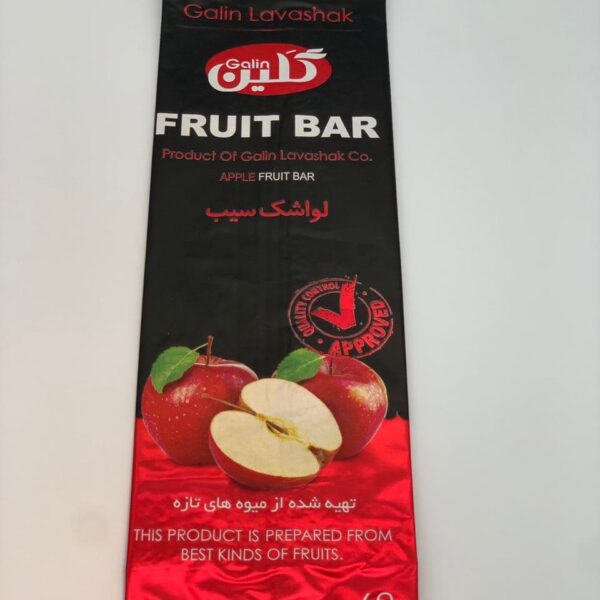 Galin Lavashak
Galin
گلین
FRUIT BAR
Product Of Galin Lavashak Co.
APPLE FRUIT BAR
لواشک سیب
QUALITY CONTROL
APPROVED
تهیه شده از میوه های تازه
THIS PRODUCT IS PREPARED FROM
BEST KINDS OF FRUITS.